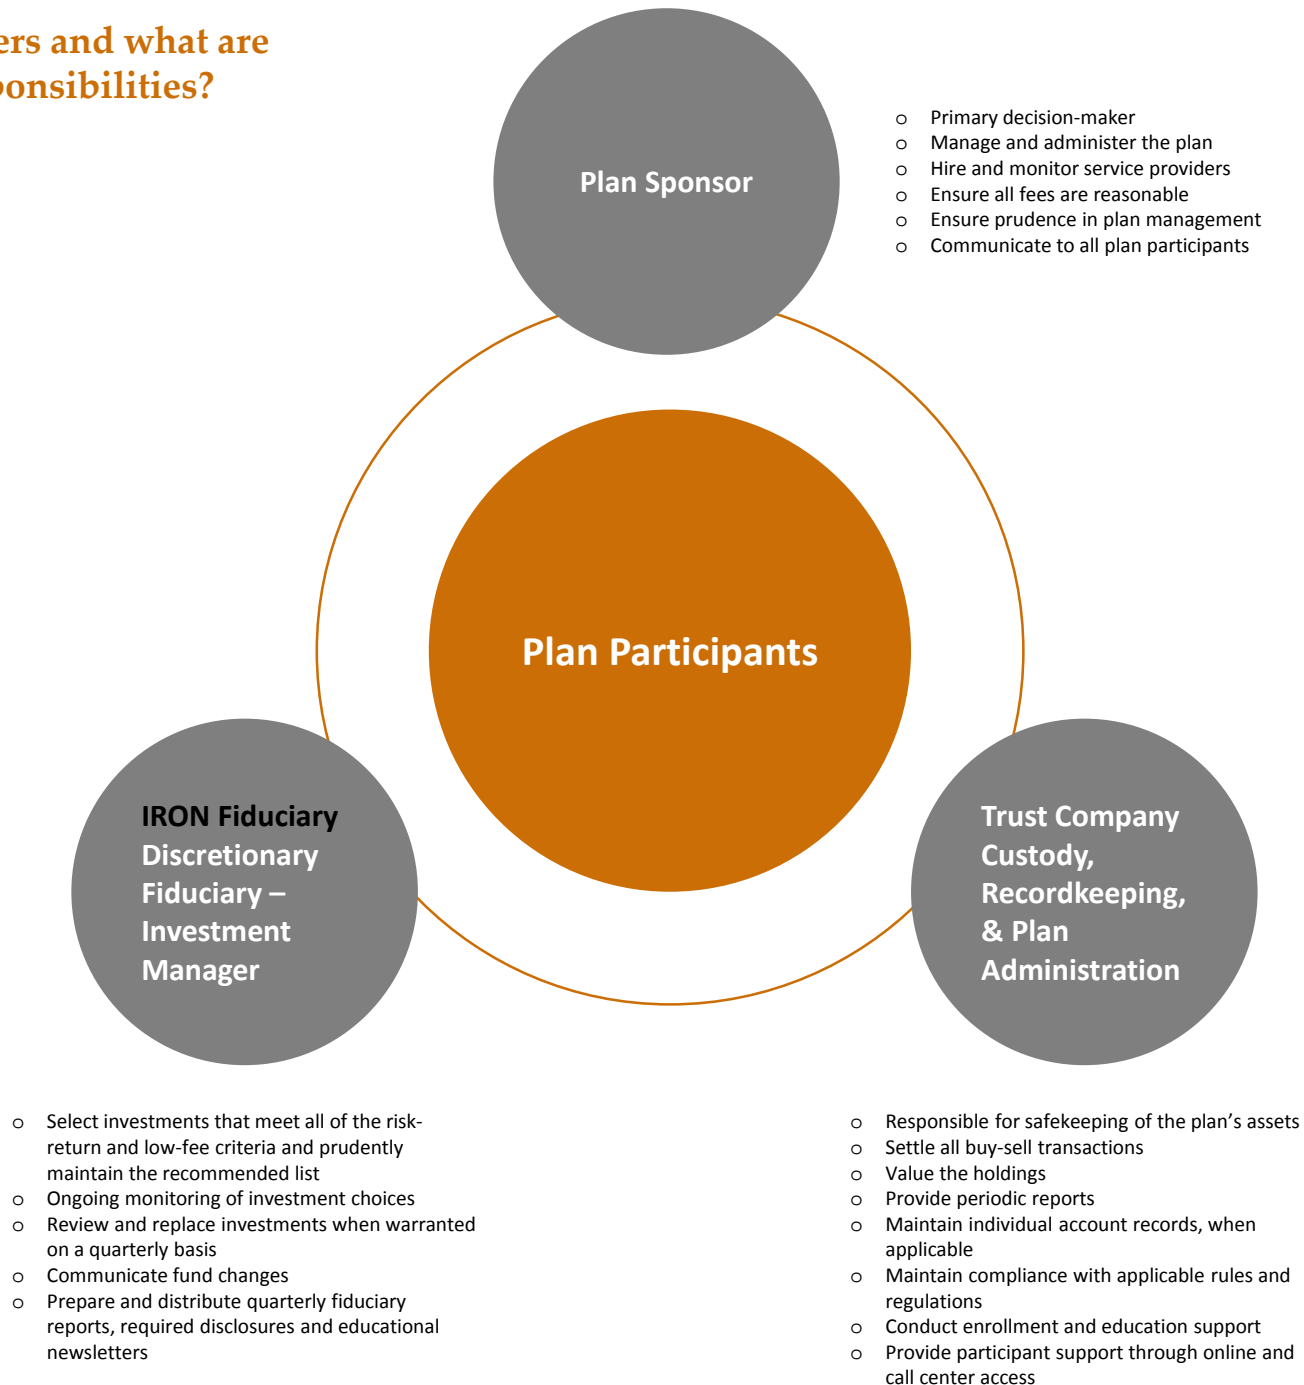 ers and what are
onsibilities?
Plan Sponsor
o Primary decision-maker
o Manage and administer the plan
o Hire and monitor service providers
o Ensure all fees are reasonable
o Ensure prudence in plan management
o Communicate to all plan participants
Plan Participants
IRON Fiduciary
Discretionary
Fiduciary –
Investment
Manager
Trust Company
Custody,
Recordkeeping,
& Plan
Administration
o Select investments that meet all of the risk-
return and low-fee criteria and prudently
maintain the recommended list
o Ongoing monitoring of investment choices
o Review and replace investments when warranted
on a quarterly basis
o Communicate fund changes
o Prepare and distribute quarterly fiduciary
reports, required disclosures and educational
newsletters
o Responsible for safekeeping of the plan’s assets
o Settle all buy-sell transactions
o Value the holdings
o Provide periodic reports
o Maintain individual account records, when
applicable
o Maintain compliance with applicable rules and
regulations
o Conduct enrollment and education support
o Provide participant support through online and
call center access